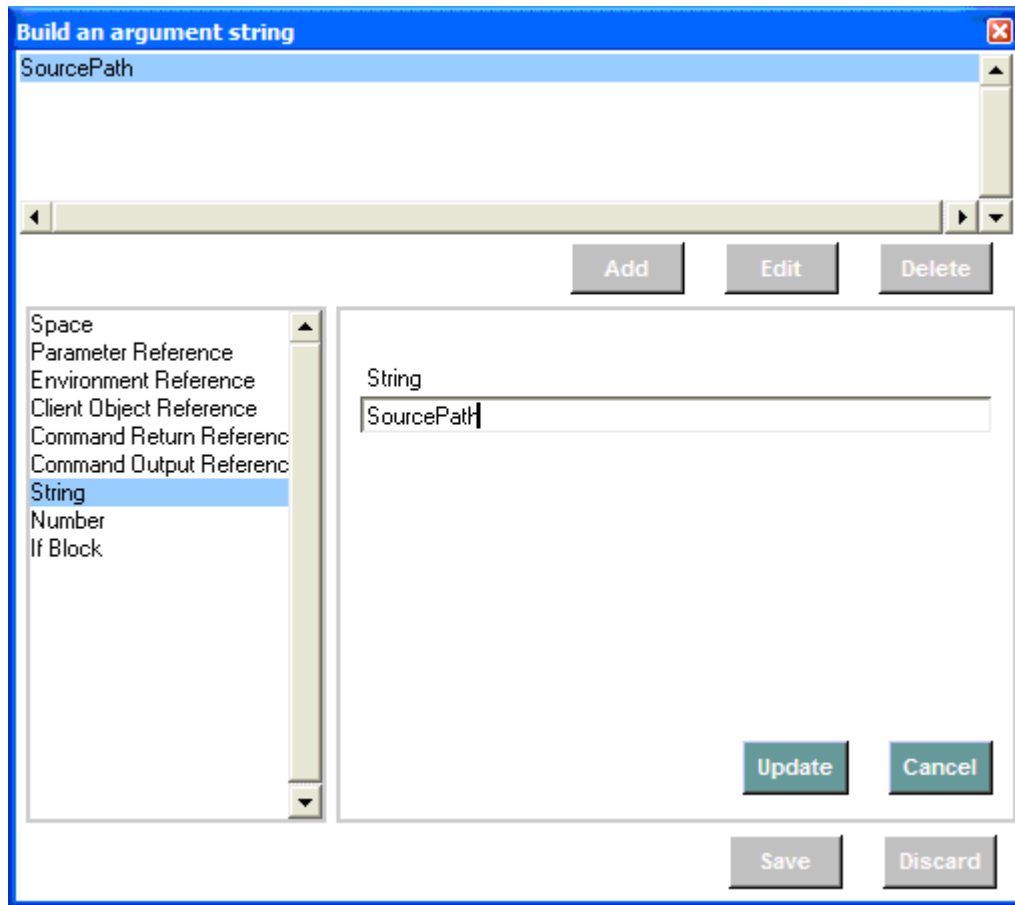 Build an argument string
SourcePath
Add Edit Delete
Space
Parameter Reference
Environment Reference
Client Object Reference
Command Return Referenc
Command Output Referenc
String
Number
If Block
String
SourcePath
Update Cancel
Save Discard